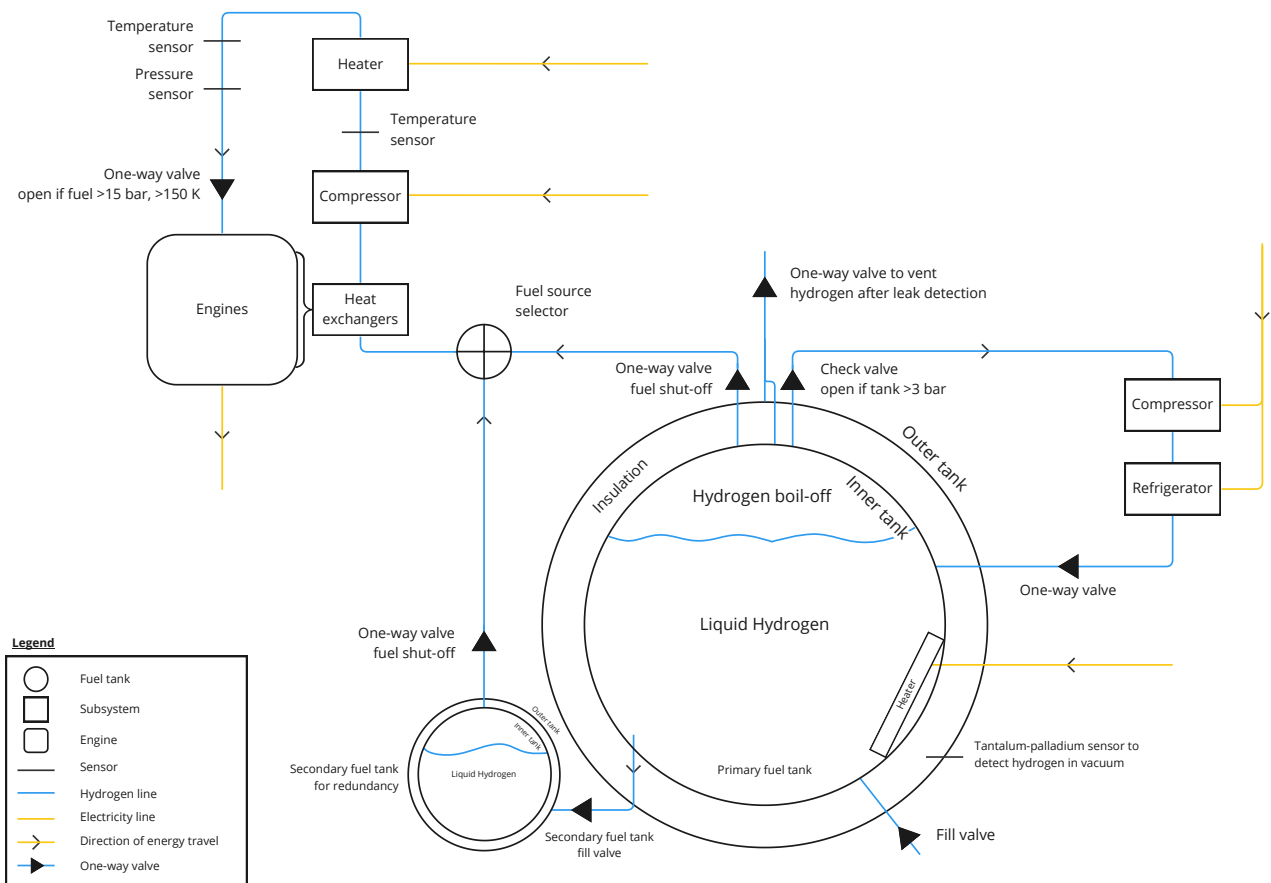 Temperature
sensor
Pressure
sensor
Heater
Temperature
sensor
One-way valve
open if fuel >15 bar, >150 K
Compressor
Engines
Heat
exchangers
Fuel source
selector
One-way valve to vent
hydrogen after leak detection
One-way valve
fuel shut-off
Check valve
open if tank >3 bar
Compressor
Refrigerator
Outer tank
Insulation
Inner tank
Hydrogen boil-off
One-way valve
Liquid Hydrogen
One-way valve
fuel shut-off
Heater
Outer tank
Inner tank
Liquid Hydrogen
Secondary fuel tank
for redundancy
Primary fuel tank
Tantalum-palladium sensor to
detect hydrogen in vacuum
Secondary fuel tank
fill valve
Fill valve
Legend
Fuel tank
Subsystem
Engine
Sensor
Hydrogen line
Electricity line
Direction of energy travel
One-way valve